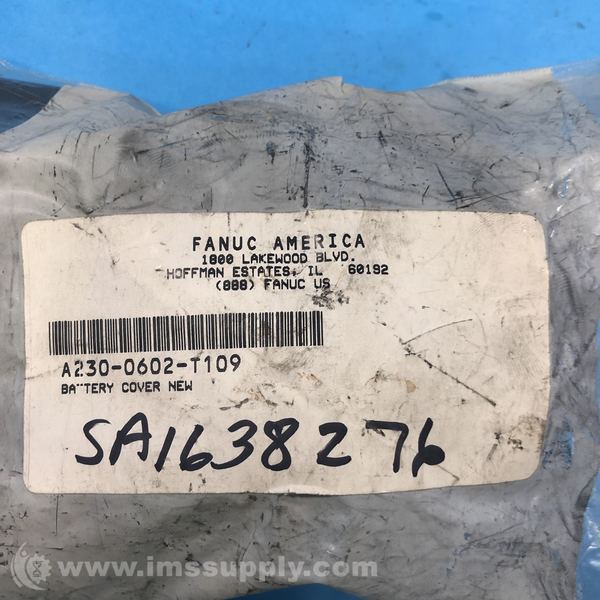 FANUC AMERICA
1800 LAKEWOOD BLVD.
HOFFMAN ESTATES, IL 60192
(888) FANUC US
A230-0602-T109
BATTERY COVER NEW
SA1638276
www.imssupply.com